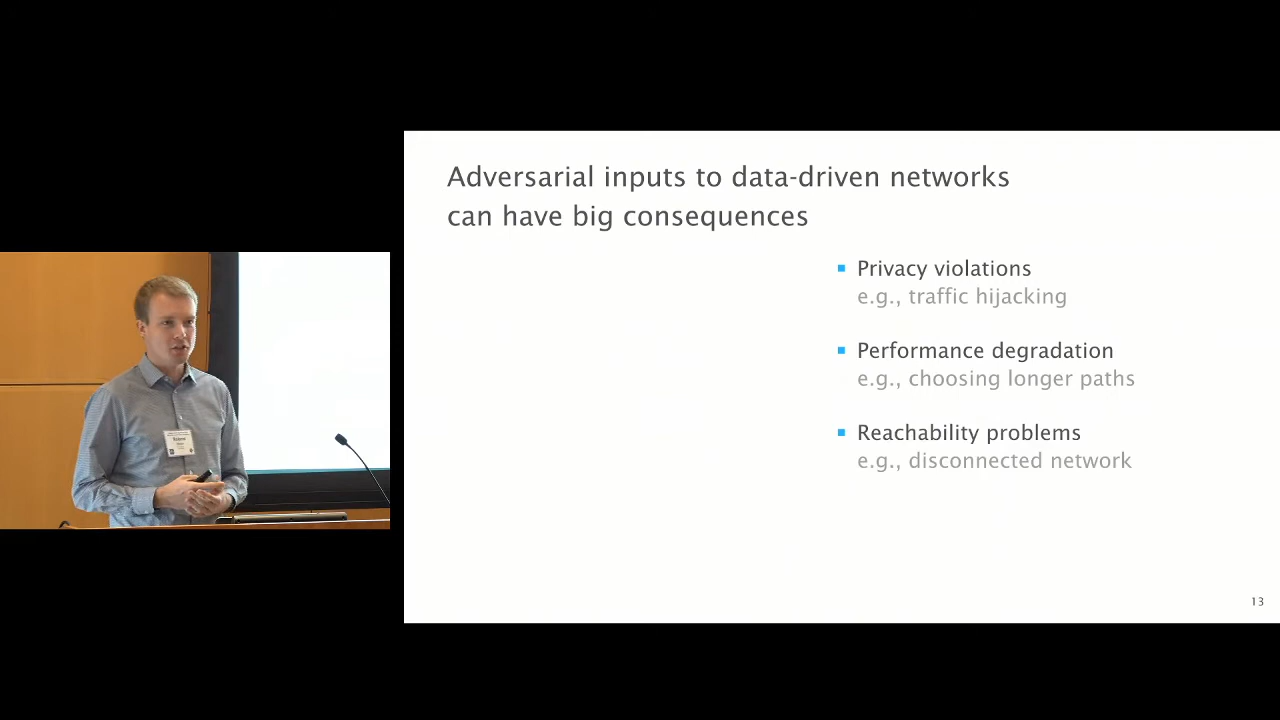 Adversarial inputs to data-driven networks
can have big consequences
▪ Privacy violations
e.g., traffic hijacking
▪ Performance degradation
e.g., choosing longer paths
▪ Reachability problems
e.g., disconnected network
13